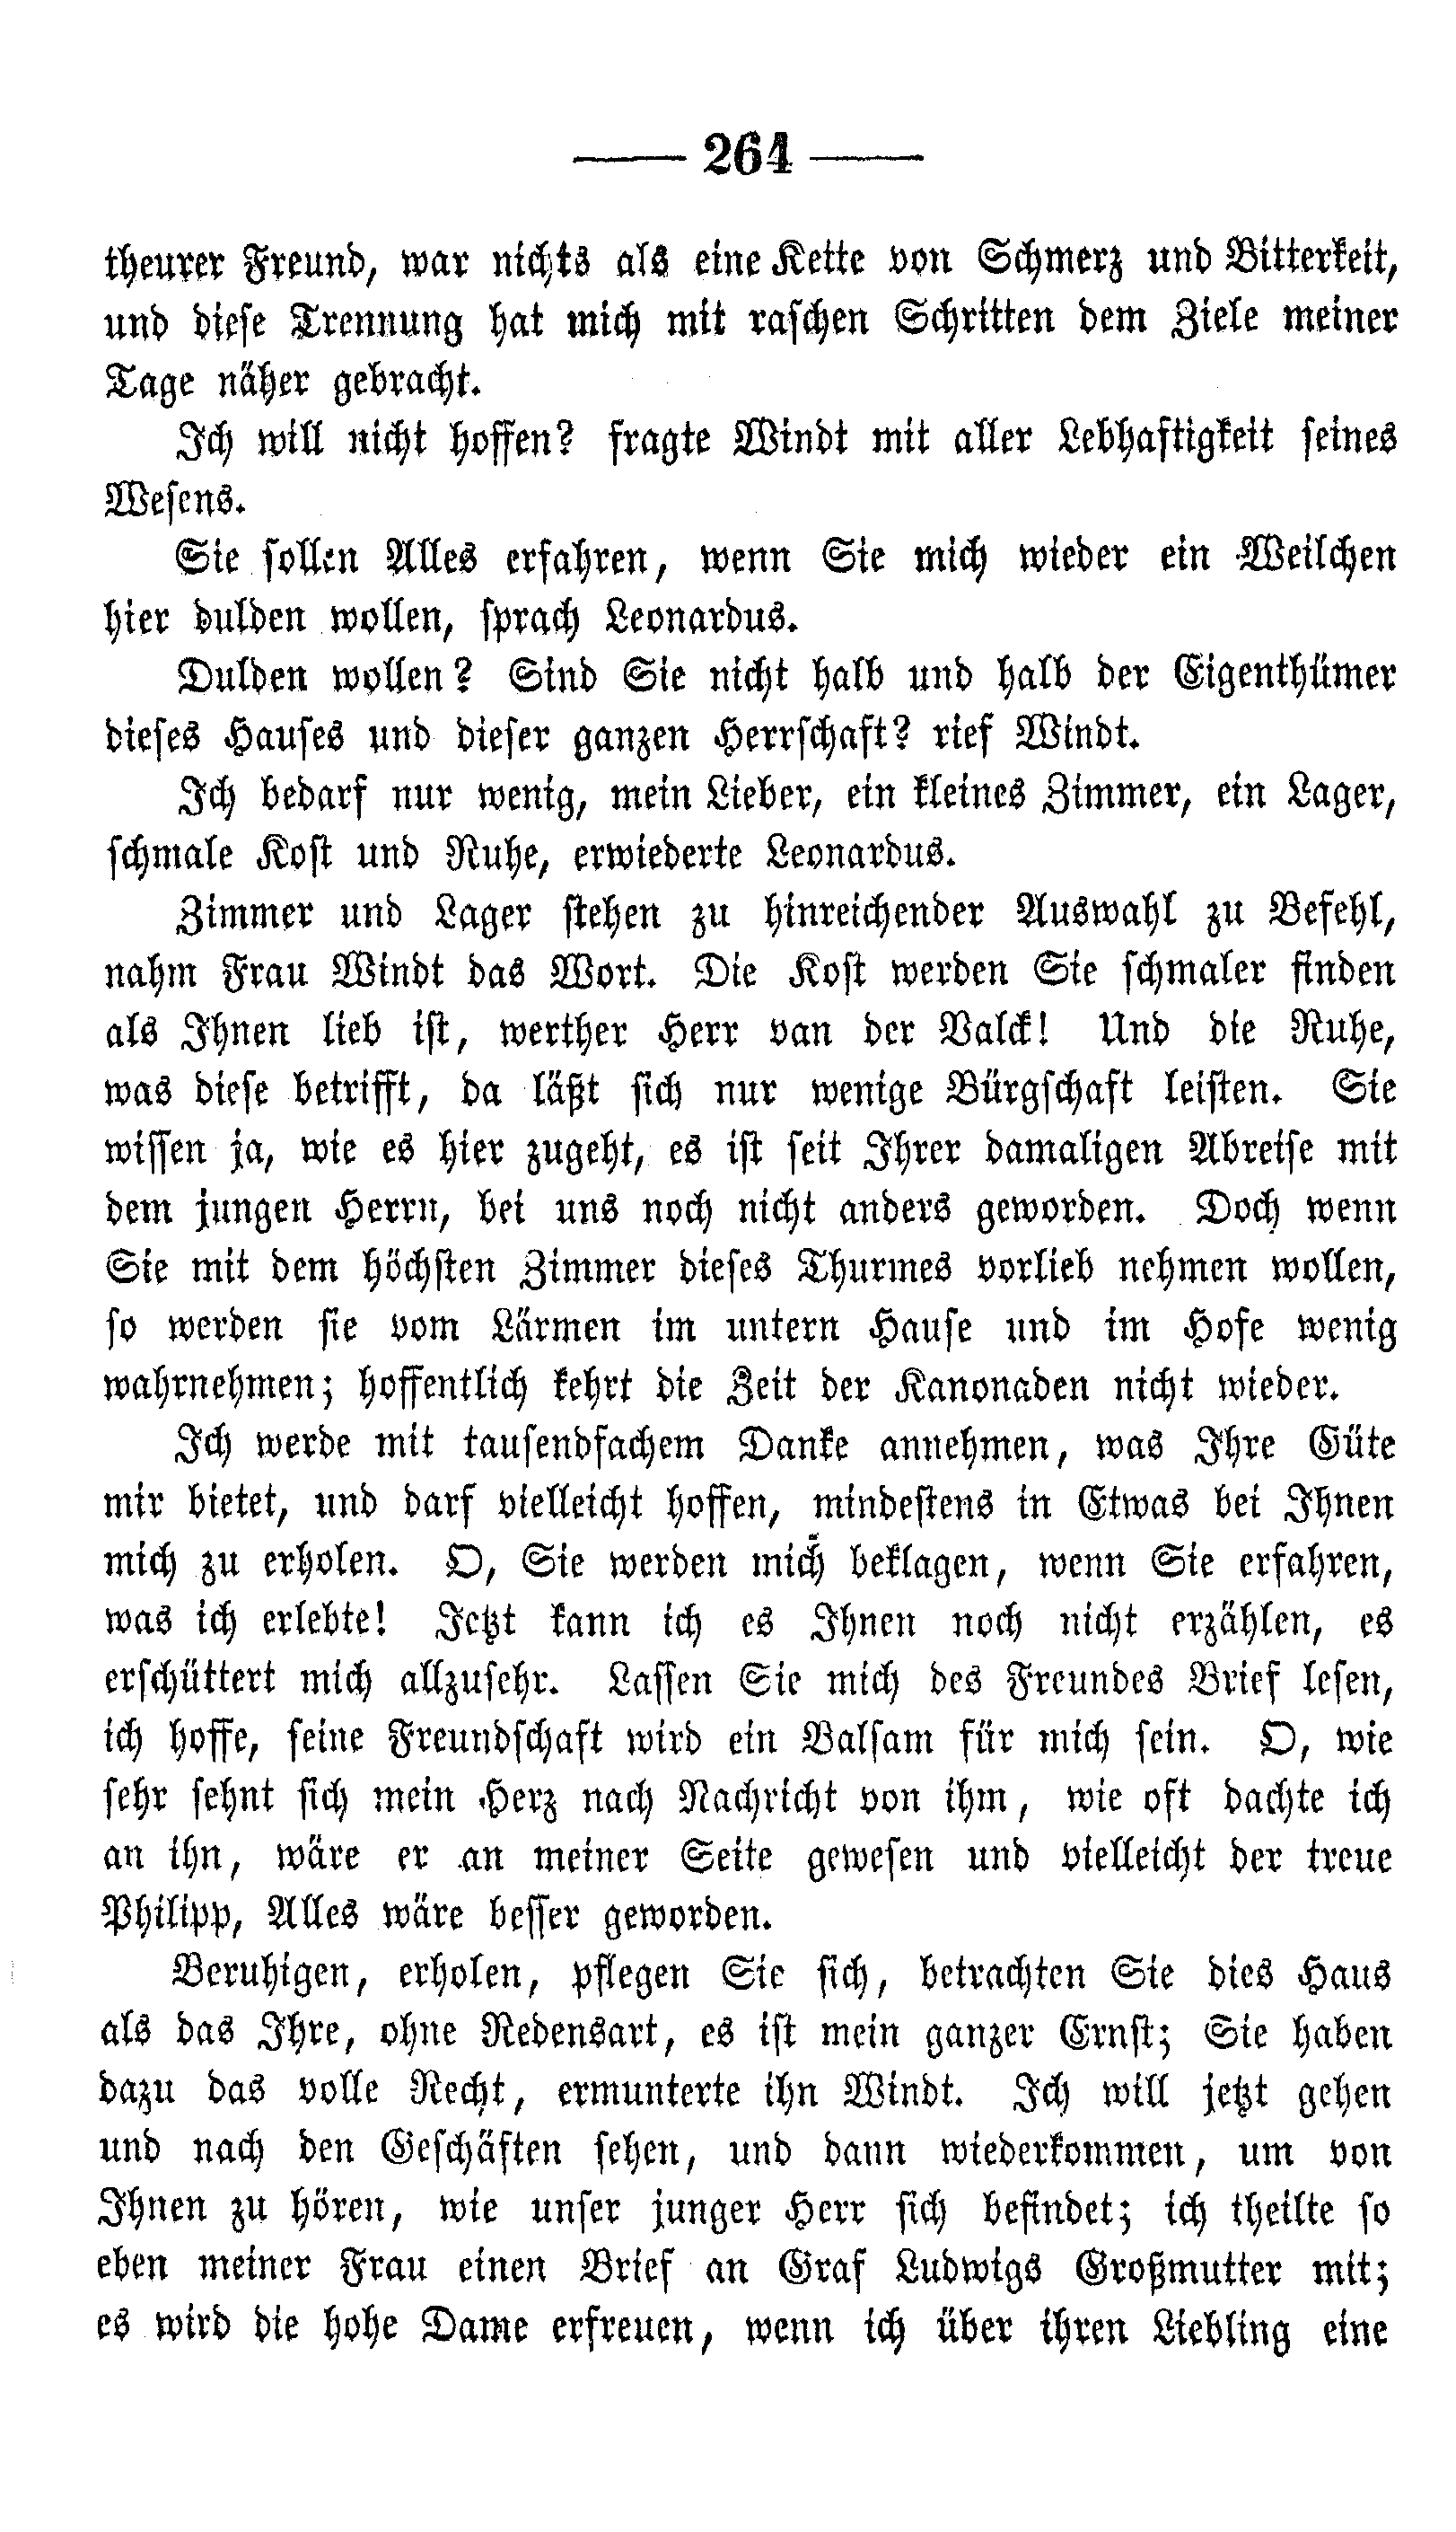 — 264 —
theurer Freund, war nichts als eine Kette von Schmerz und Bitterkeit,
und diese Trennung hat mich mit raschen Schritten dem Ziele meiner
Tage näher gebracht.
Ich will nicht hoffen? fragte Windt mit aller Lebhaftigkeit seines
Wesens.
Sie sollen Alles erfahren, wenn Sie mich wieder ein Weilchen
hier dulden wollen, sprach Leonardus.
Dulden wollen? Sind Sie nicht halb und halb der Eigenthümer
dieses Hauses und dieser ganzen Herrschaft? rief Windt.
Ich bedarf nur wenig, mein Lieber, ein kleines Zimmer, ein Lager,
schmale Kost und Ruhe, erwiederte Leonardus.
Zimmer und Lager stehen zu hinreichender Auswahl zu Befehl,
nahm Frau Windt das Wort. Die Kost werden Sie schmaler finden
als Ihnen lieb ist, werther Herr van der Valck! Und die Ruhe,
was diese betrifft, da läßt sich nur wenige Bürgschaft leisten. Sie
wissen ja, wie es hier zugeht, es ist seit Ihrer damaligen Abreise mit
dem jungen Herrn, bei uns noch nicht anders geworden. Doch wenn
Sie mit dem höchsten Zimmer dieses Thurmes vorlieb nehmen wollen,
so werden sie vom Lärmen im untern Hause und im Hofe wenig
wahrnehmen; hoffentlich kehrt die Zeit der Kanonaden nicht wieder.
Ich werde mit tausendfachem Danke annehmen, was Ihre Güte
mir bietet, und darf vielleicht hoffen, mindestens in Etwas bei Ihnen
mich zu erholen. O, Sie werden mich beklagen, wenn Sie erfahren,
was ich erlebte! Jetzt kann ich es Ihnen noch nicht erzählen, es
erschüttert mich allzusehr. Lassen Sie mich des Freundes Brief lesen,
ich hoffe, seine Freundschaft wird ein Balsam für mich sein. O, wie
sehr sehnt sich mein Herz nach Nachricht von ihm, wie oft dachte ich
an ihn, wäre er an meiner Seite gewesen und vielleicht der treue
Philipp, Alles wäre besser geworden.
Beruhigen, erholen, pflegen Sie sich, betrachten Sie dies Haus
als das Ihre, ohne Redensart, es ist mein ganzer Ernst; Sie haben
dazu das volle Recht, ermunterte ihn Windt. Ich will jetzt gehen
und nach den Geschäften sehen, und dann wiederkommen, um von
Ihnen zu hören, wie unser junger Herr sich befindet; ich theilte so
eben meiner Frau einen Brief an Graf Ludwigs Großmutter mit;
es wird die hohe Dame erfreuen, wenn ich über ihren Liebling eine